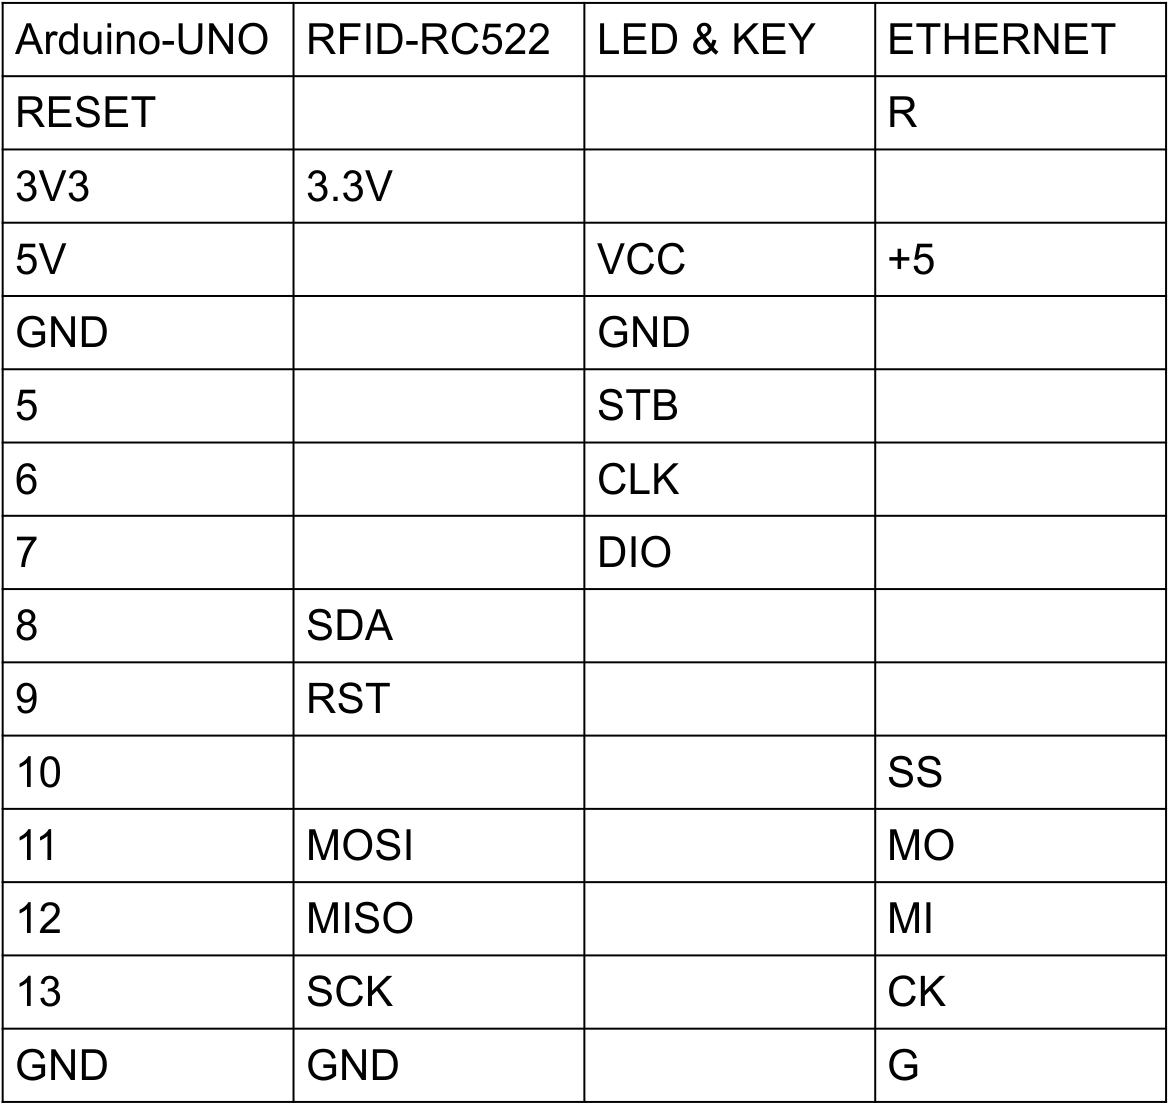 Arduino-UNO RFID-RC522 LED & KEY ETHERNET
RESET R
3V3 3.3V
5V VCC +5
GND GND
5 STB
6 CLK
7 DIO
8 SDA
9 RST
10 SS
11 MOSI MO
12 MISO MI
13 SCK CK
GND GND G